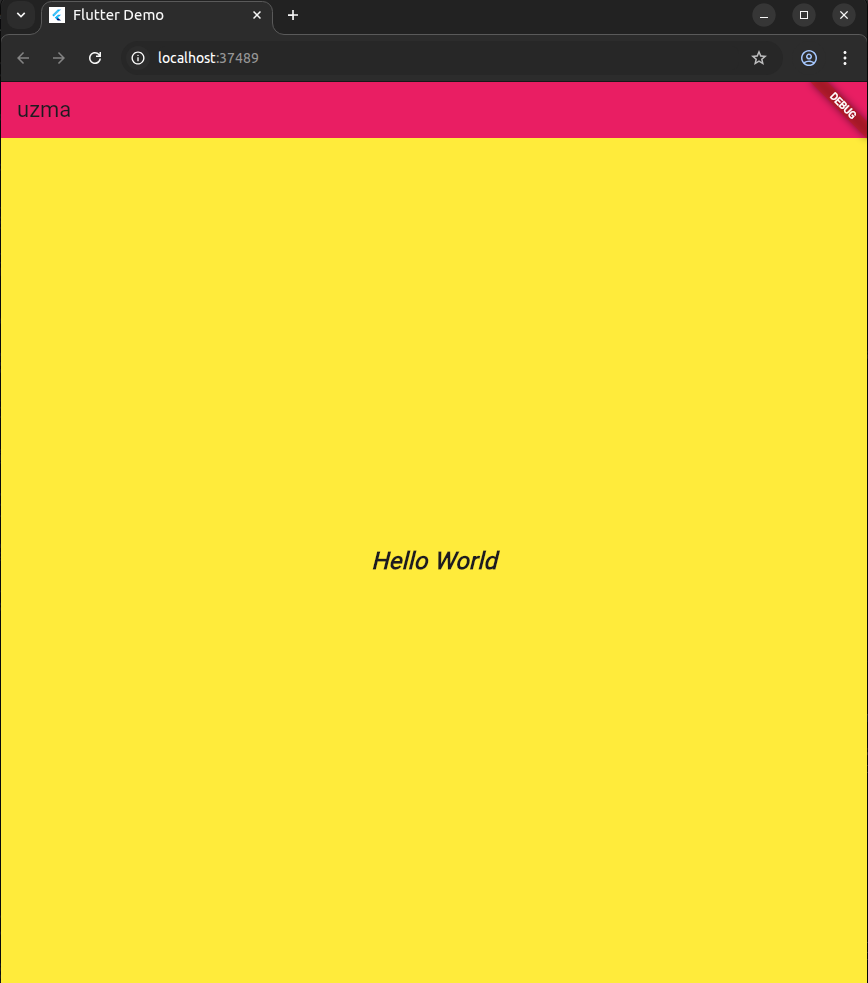 Flutter Demo
localhost:37489
uzma
DEBUG
Hello World